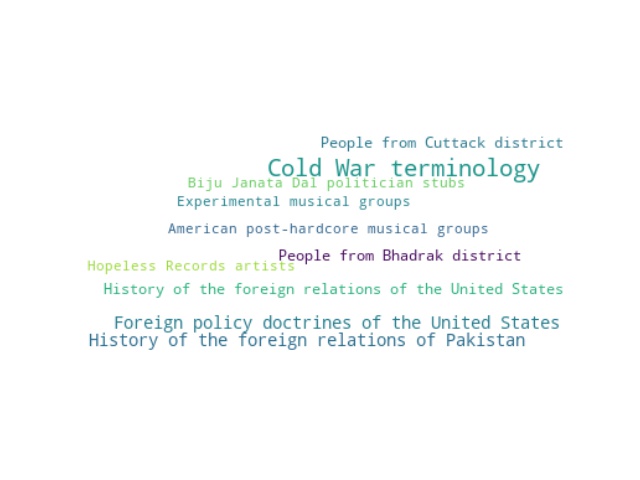 People from Cuttack district
Cold War terminology
Biju Janata Dal politician stubs
Experimental musical groups
American post-hardcore musical groups
People from Bhadrak district
Hopeless Records artists
History of the foreign relations of the United States
Foreign policy doctrines of the United States
History of the foreign relations of Pakistan